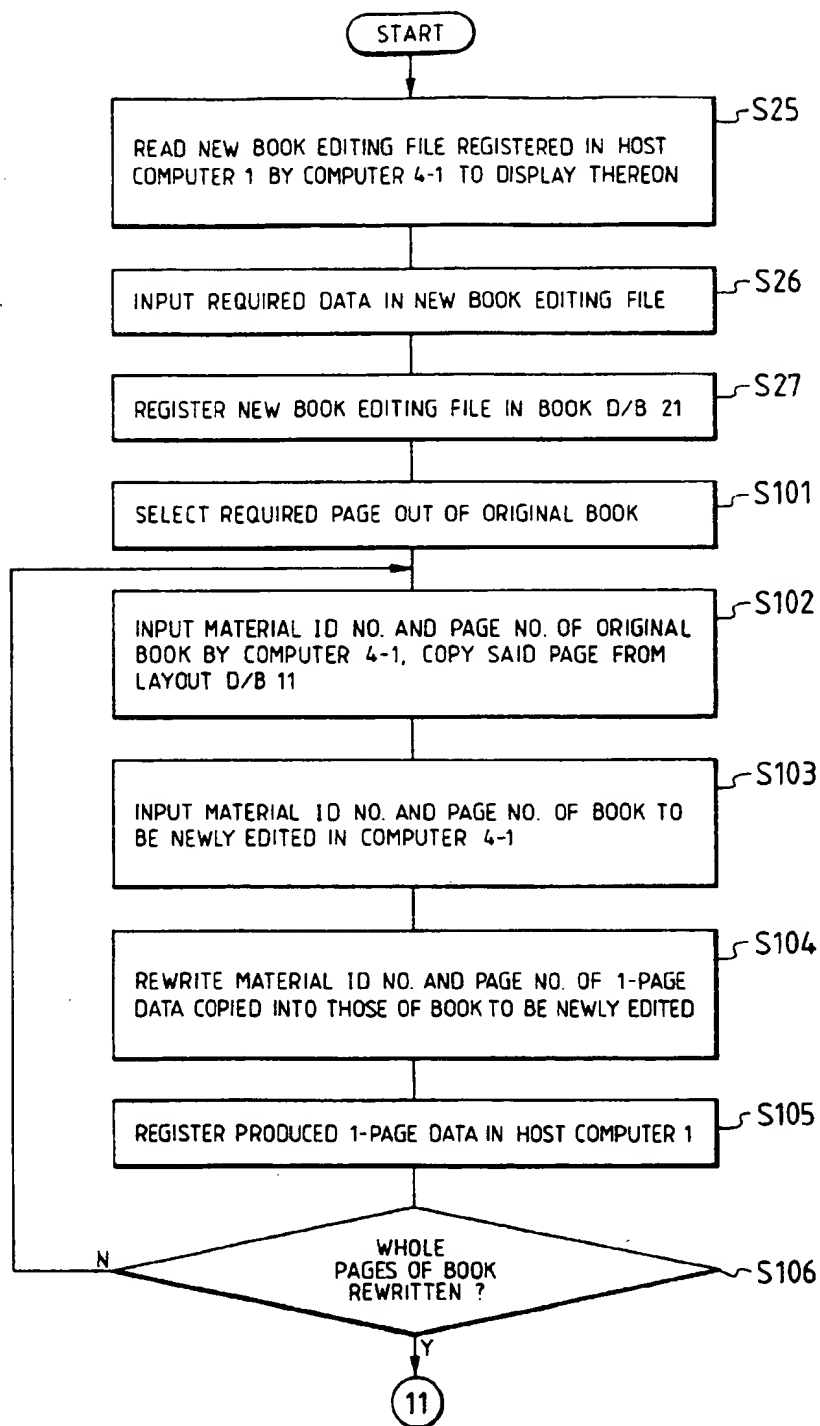 START
S25
READ NEW BOOK EDITING FILE REGISTERED IN HOST
COMPUTER 1 BY COMPUTER 4-1 TO DISPLAY THEREON
S26
INPUT REQUIRED DATA IN NEW BOOK EDITING FILE
S27
REGISTER NEW BOOK EDITING FILE IN BOOK D/B 21
S101
SELECT REQUIRED PAGE OUT OF ORIGINAL BOOK
S102
INPUT MATERIAL ID NO. AND PAGE NO. OF ORIGINAL
BOOK BY COMPUTER 4-1, COPY SAID PAGE FROM
LAYOUT D/B 11
S103
INPUT MATERIAL ID NO. AND PAGE NO. OF BOOK TO
BE NEWLY EDITED IN COMPUTER 4-1
S104
REWRITE MATERIAL ID NO. AND PAGE NO. OF 1-PAGE
DATA COPIED INTO THOSE OF BOOK TO BE NEWLY EDITED
S105
REGISTER PRODUCED 1-PAGE DATA IN HOST COMPUTER 1
N
WHOLE
PAGES OF BOOK
REWRITTEN ?
S106
Y
11